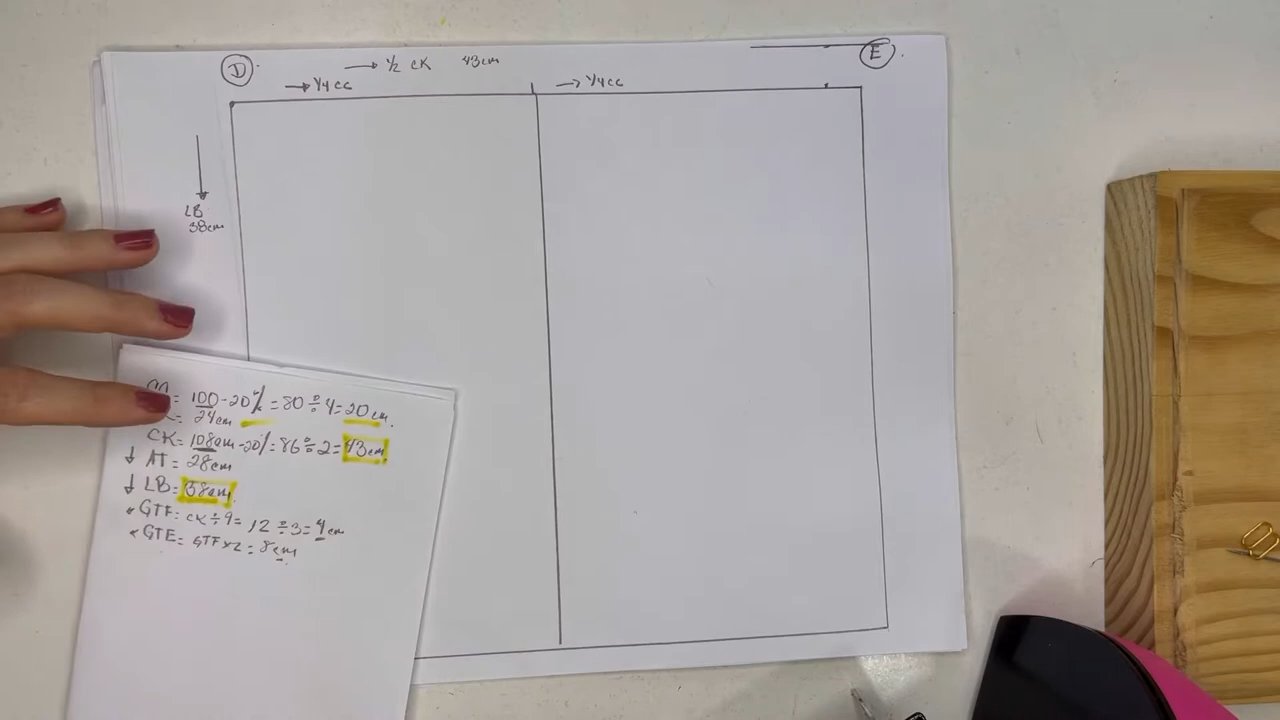 D
→ 1/2 CK 43cm
E
→ 1/4 CC
→ 1/4 CC
LB
38cm
= 100-20% = 80 ÷ 4 = 20cm.
= 24cm
CK = 108cm-20% = 86 ÷ 2 = 43cm
↓ AT = 28cm
↓ LB = 38cm
GTF = CK ÷ 9 = 12 ÷ 3 = 4cm
GTE = GTF x 2 = 8cm